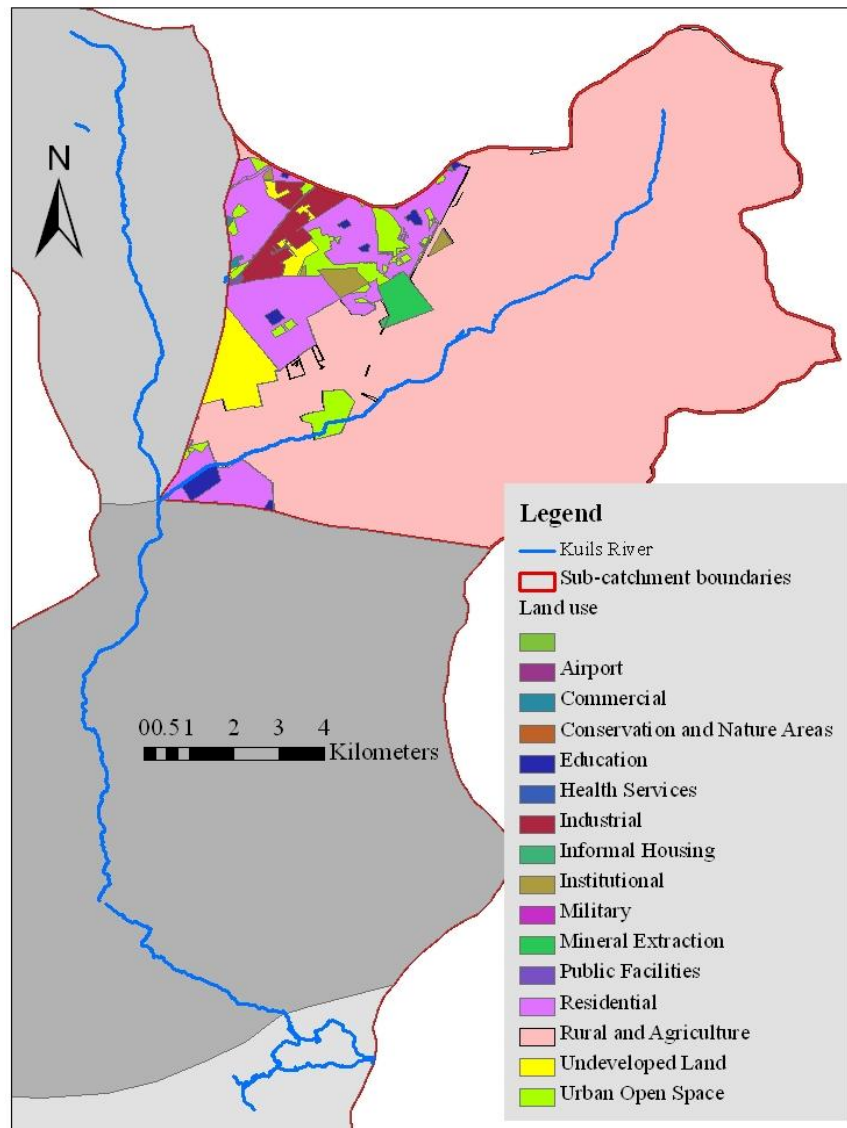 N
Legend
Kuils River
Sub-catchment boundaries
Land use
Airport
Commercial
00.51 2 3 4
Conservation and Nature Areas
Kilometers
Education
Health Services
Industrial
Informal Housing
Institutional
Military
Mineral Extraction
Public Facilities
Residential
Rural and Agriculture
Undeveloped Land
Urban Open Space